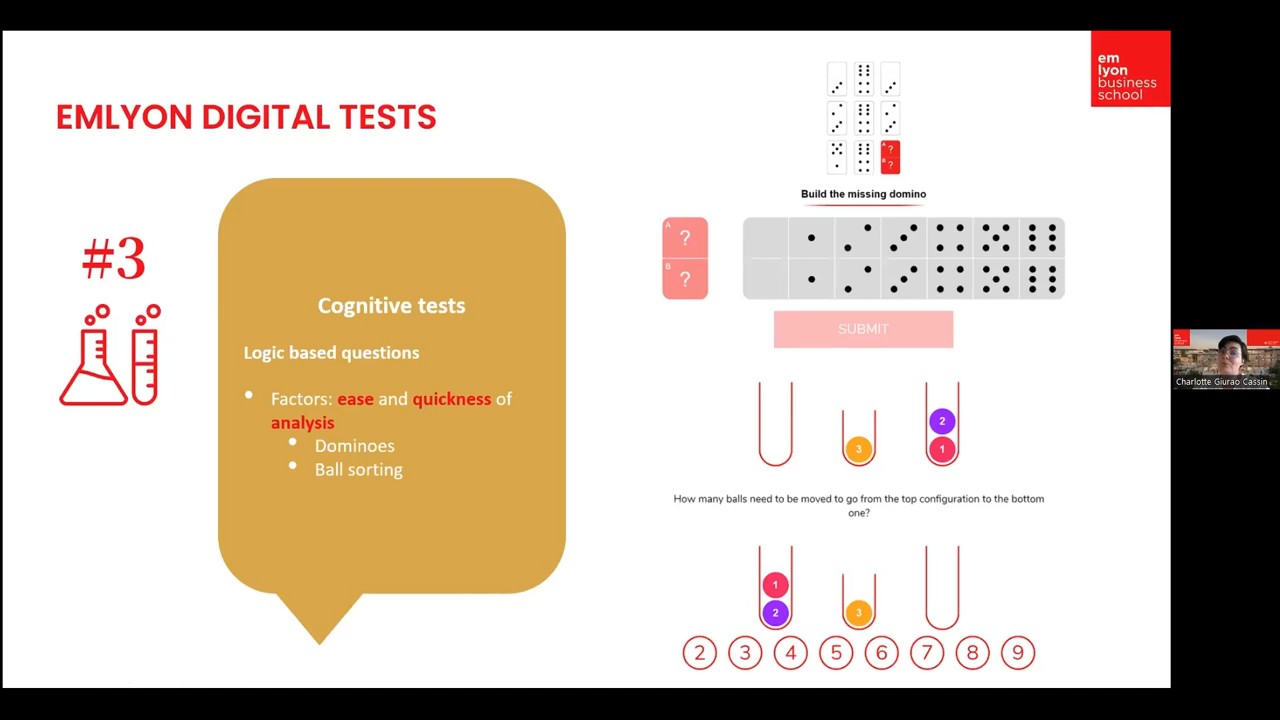 em
lyon
business
school
EMLYON DIGITAL TESTS
#3
Cognitive tests
Logic based questions
Factors: ease and quickness of
analysis
Dominoes
Ball sorting
A ?
B ?
Build the missing domino
A
?
B
?
SUBMIT
3
2
1
How many balls need to be moved to go from the top configuration to the bottom
one?
1
2
3
2 3 4 5 6 7 8 9
Charlotte Giurao Cassin